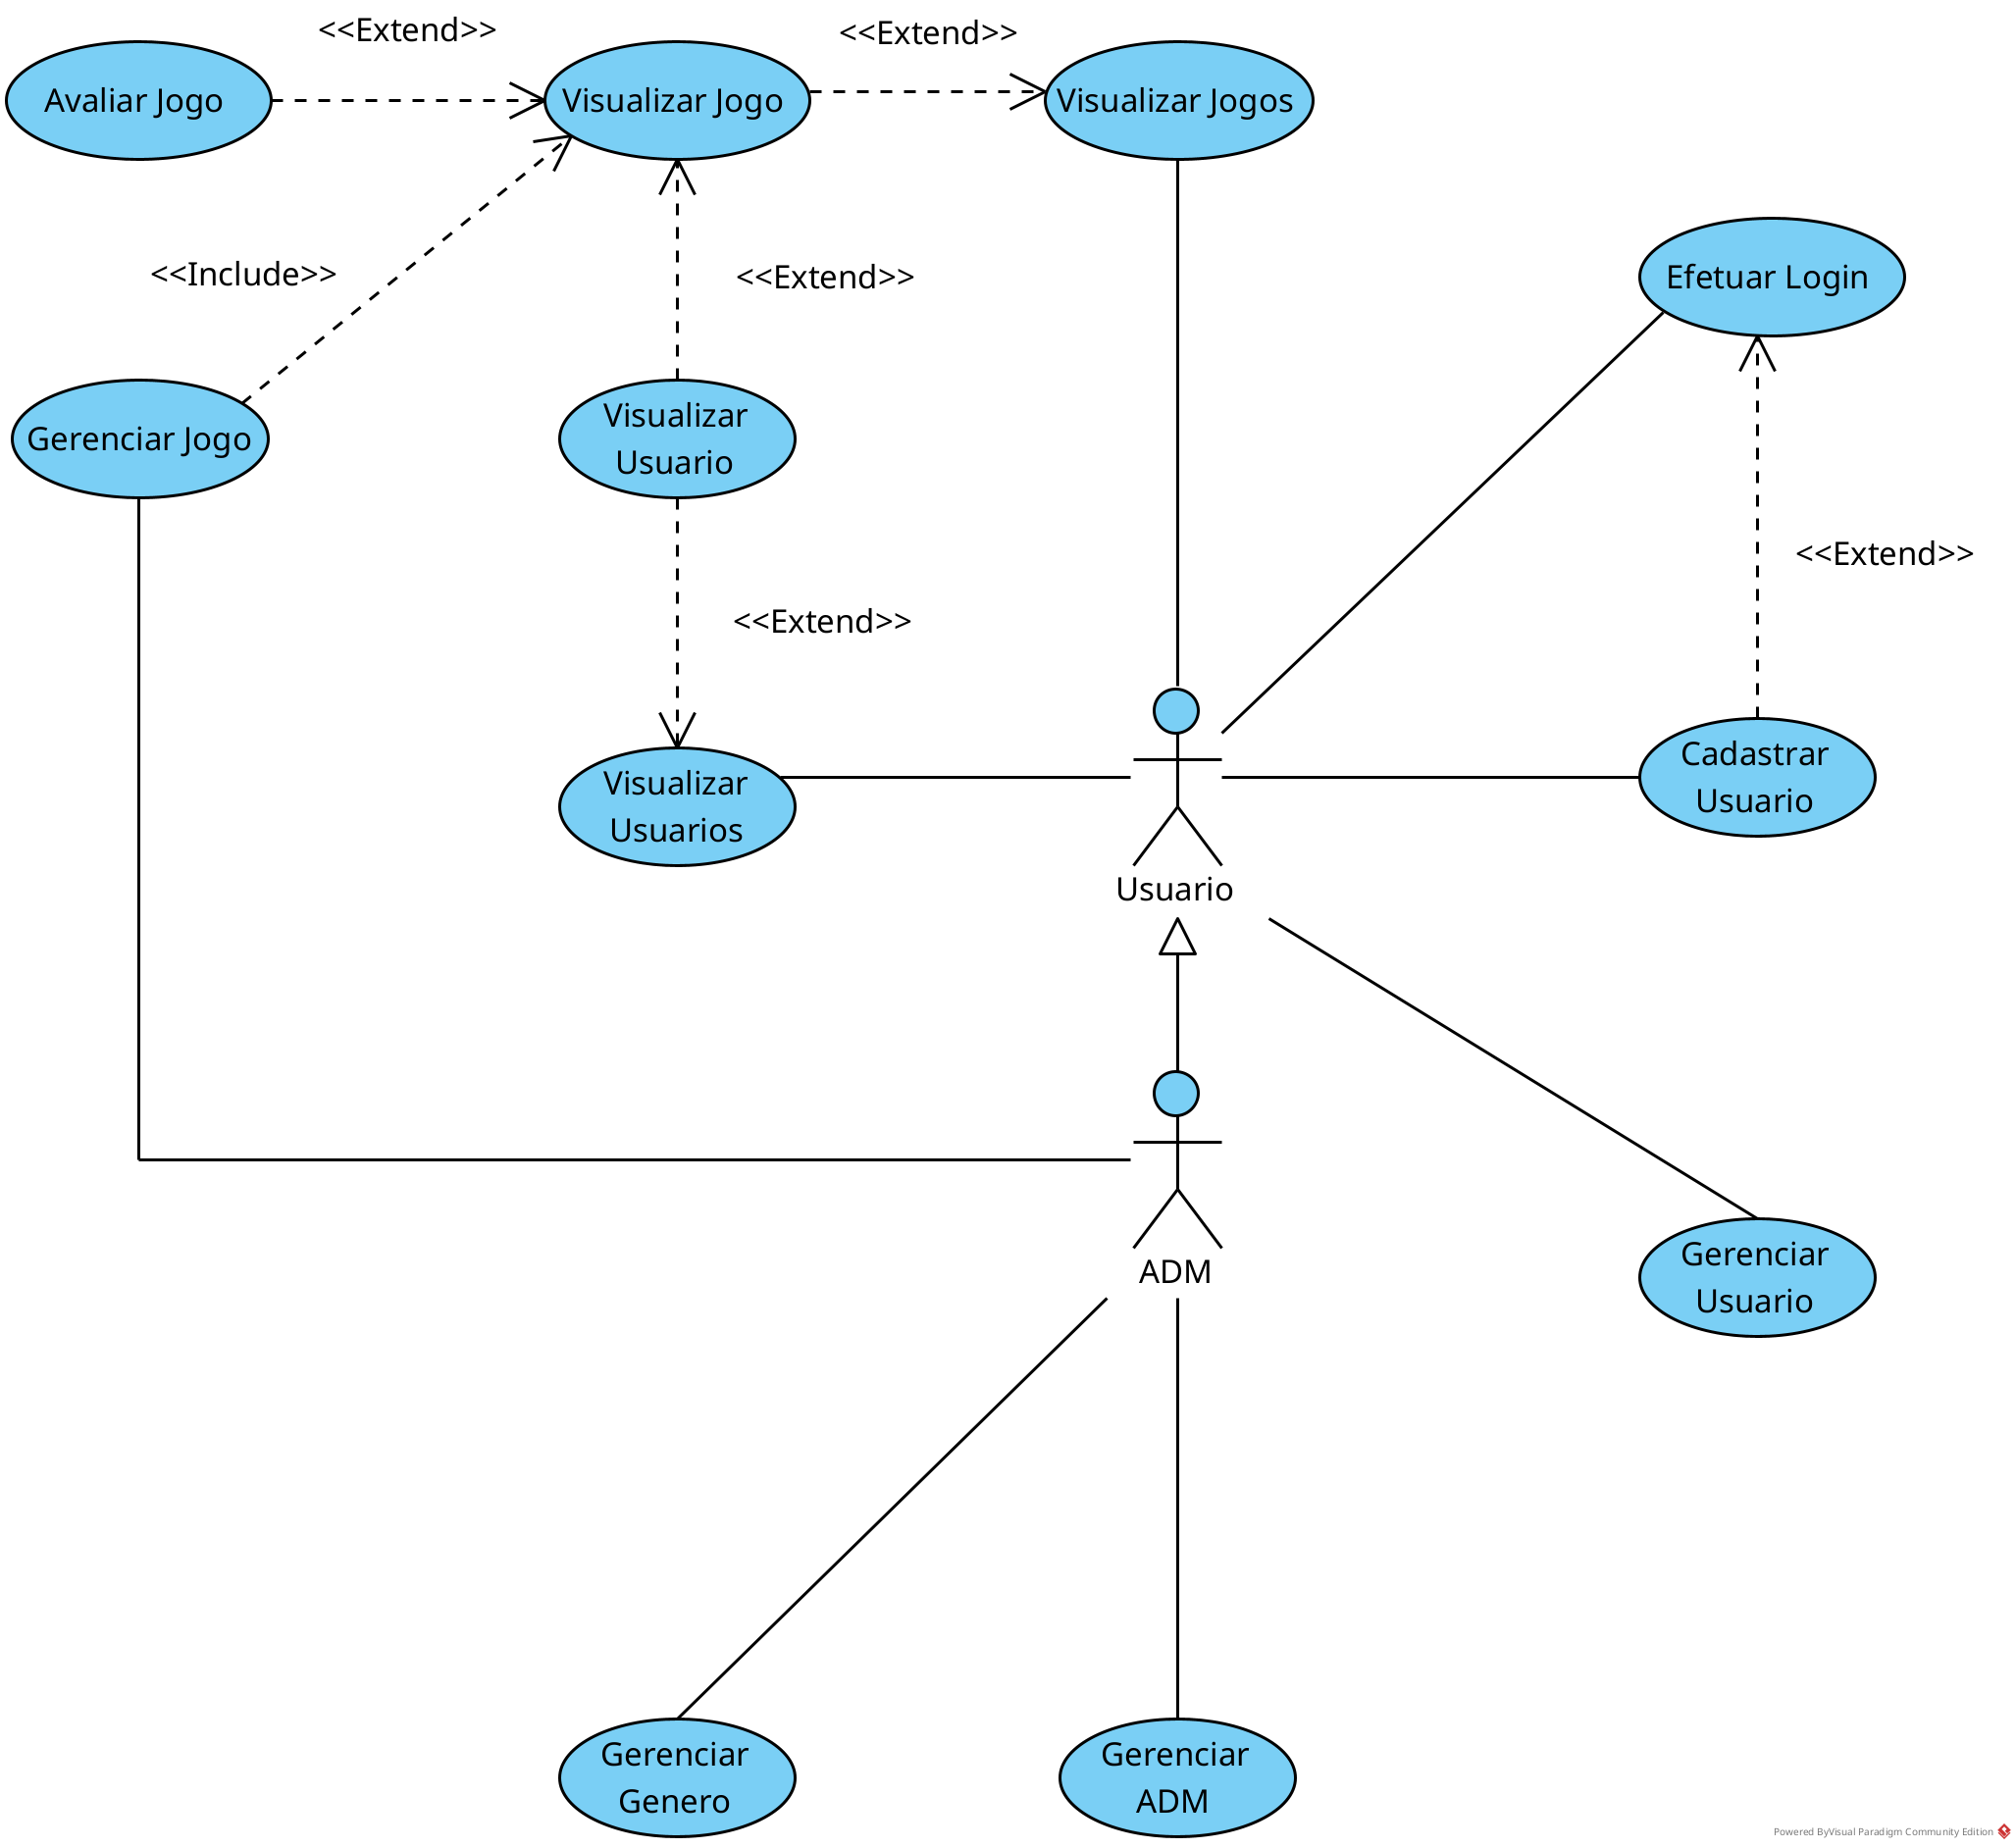 <<Extend>>
<<Extend>>
Avaliar Jogo
Visualizar Jogo
Visualizar Jogos
<<Include>>
<<Extend>>
Efetuar Login
Gerenciar Jogo
Visualizar
Usuario
<<Extend>>
<<Extend>>
Visualizar
Usuarios
Cadastrar
Usuario
Usuario
ADM
Gerenciar
Usuario
Gerenciar
Genero
Gerenciar
ADM
Powered ByVisual Paradigm Community Edition